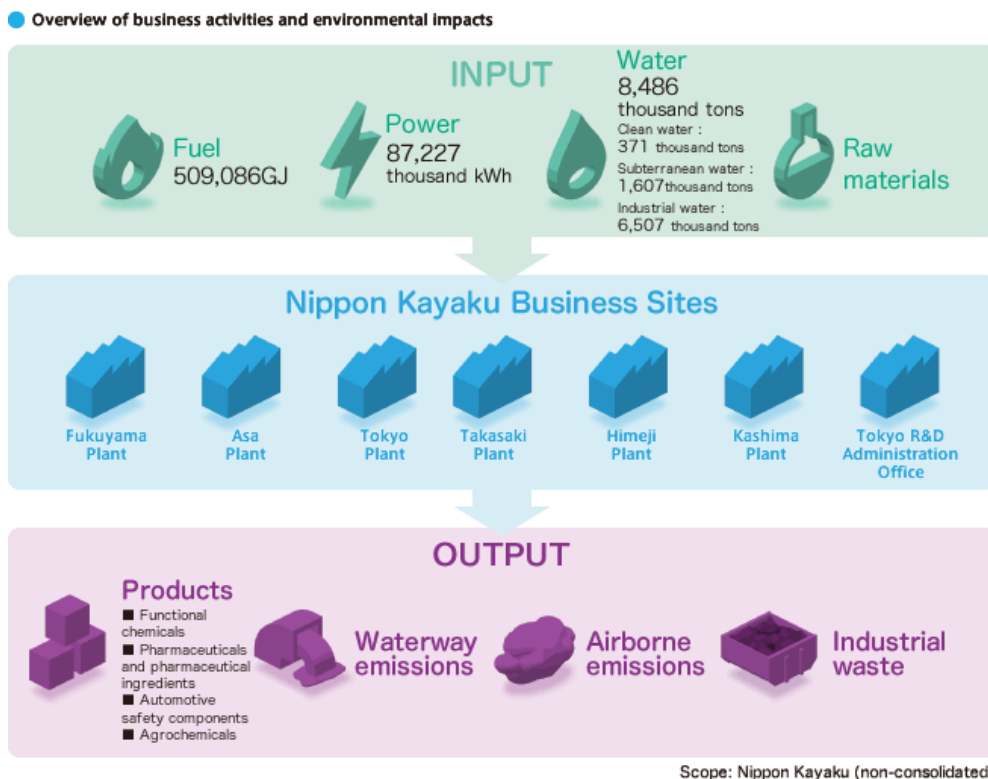 Overview of business activities and environmental impacts
INPUT
Fuel
509,086GJ
Power
87,227
thousand kWh
Water
8,486
thousand tons
Clean water :
371 thousand tons
Subterranean water :
1,607thousand tons
Industrial water :
6,507 thousand tons
Raw
materials
Nippon Kayaku Business Sites
Fukuyama
Plant
Asa
Plant
Tokyo
Plant
Takasaki
Plant
Himeji
Plant
Kashima
Plant
Tokyo R&D
Administration
Office
OUTPUT
Products
■ Functional
chemicals
■ Pharmaceuticals
and pharmaceutical
ingredients
■ Automotive
safety components
■ Agrochemicals
Waterway
emissions
Airborne
emissions
Industrial
waste
Scope: Nippon Kayaku (non-consolidated